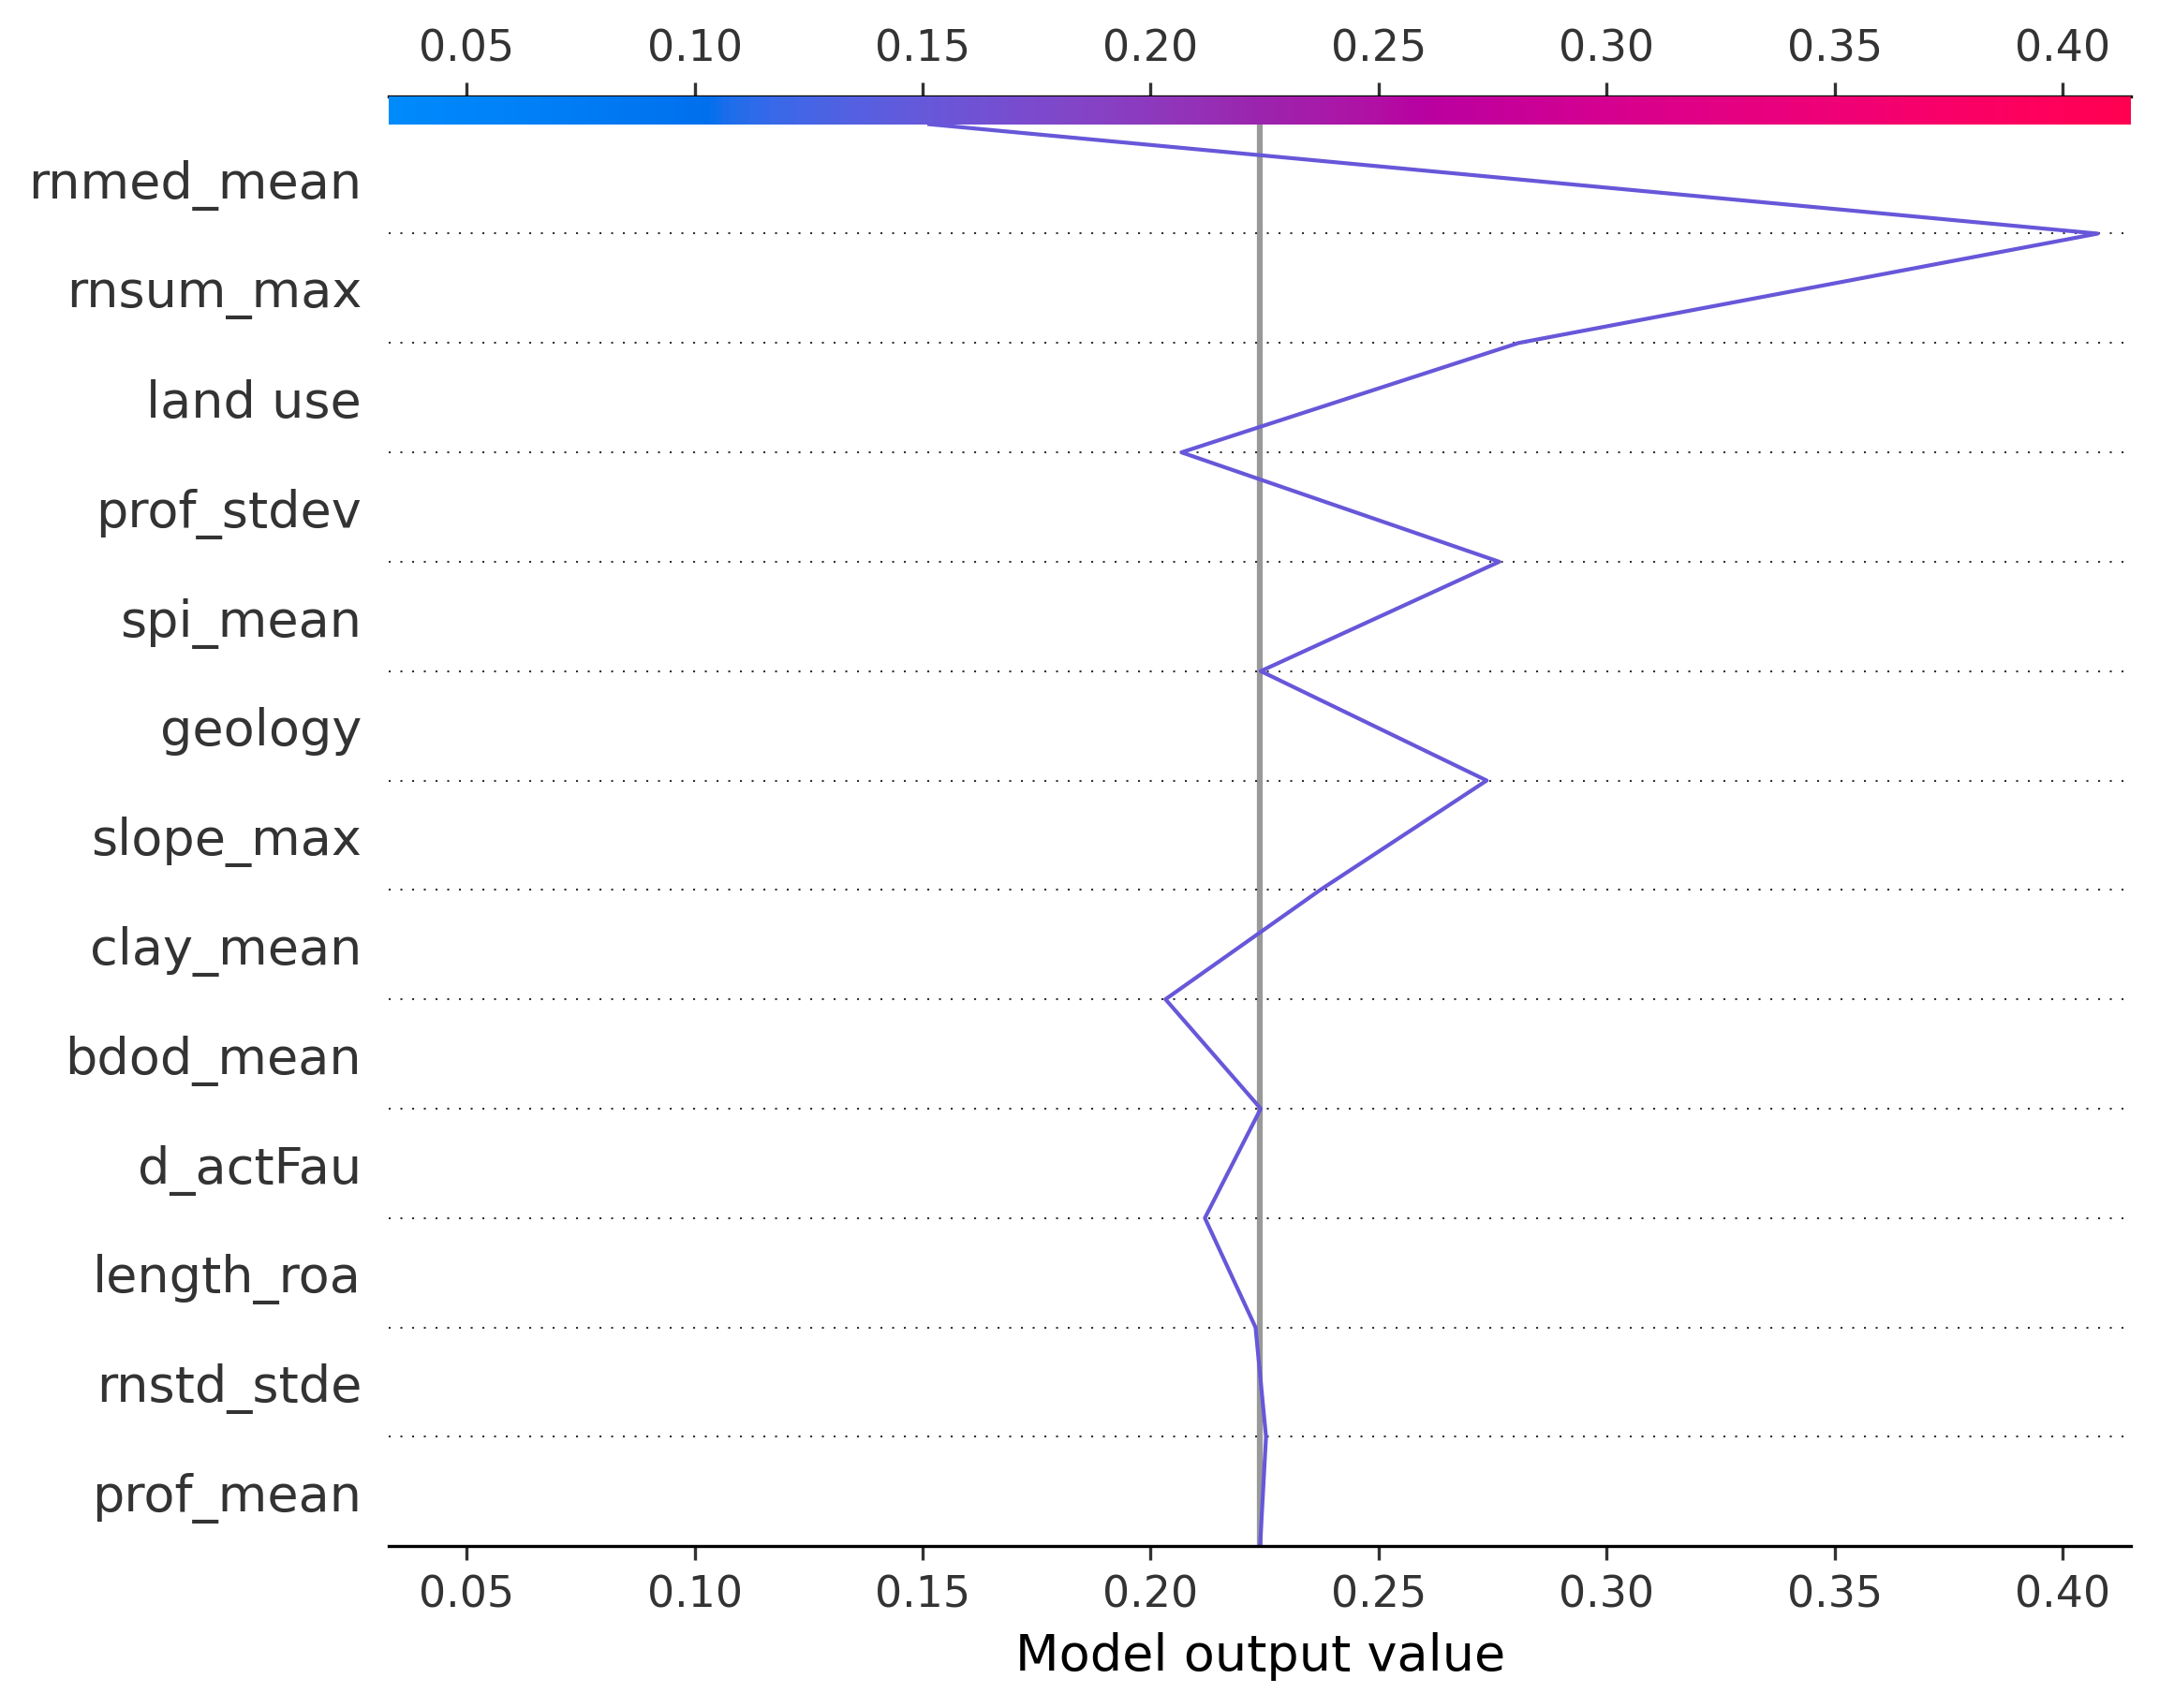 0.05 0.10 0.15 0.20 0.25 0.30 0.35 0.40
rnmed_mean
rnsum_max
land use
prof_stdev
spi_mean
geology
slope_max
clay_mean
bdod_mean
d_actFau
length_roa
rnstd_stde
prof_mean
0.05 0.10 0.15 0.20 0.25 0.30 0.35 0.40
Model output value